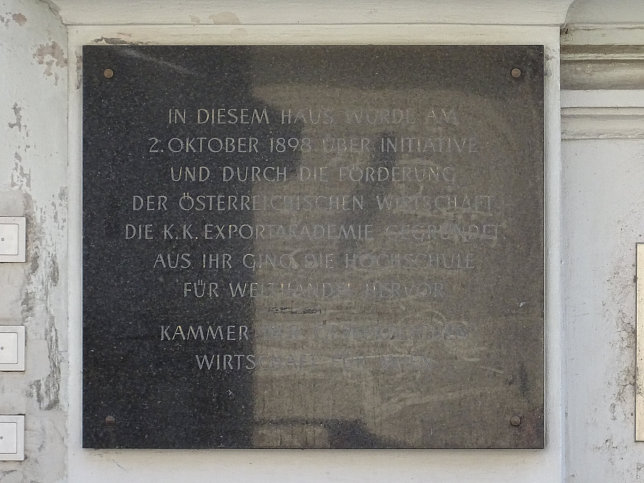 IN DIESEM HAUS WURDE AM
2. OKTOBER 1898 ÜBER INITIATIVE
UND DURCH DIE FÖRDERUNG
DER ÖSTERREICHISCHEN WIRTSCHAFT
DIE K.K. EXPORTAKADEMIE GEGRÜNDET
AUS IHR GING DIE HOCHSCHULE
FÜR WELTHANDEL HERVOR
KAMMER